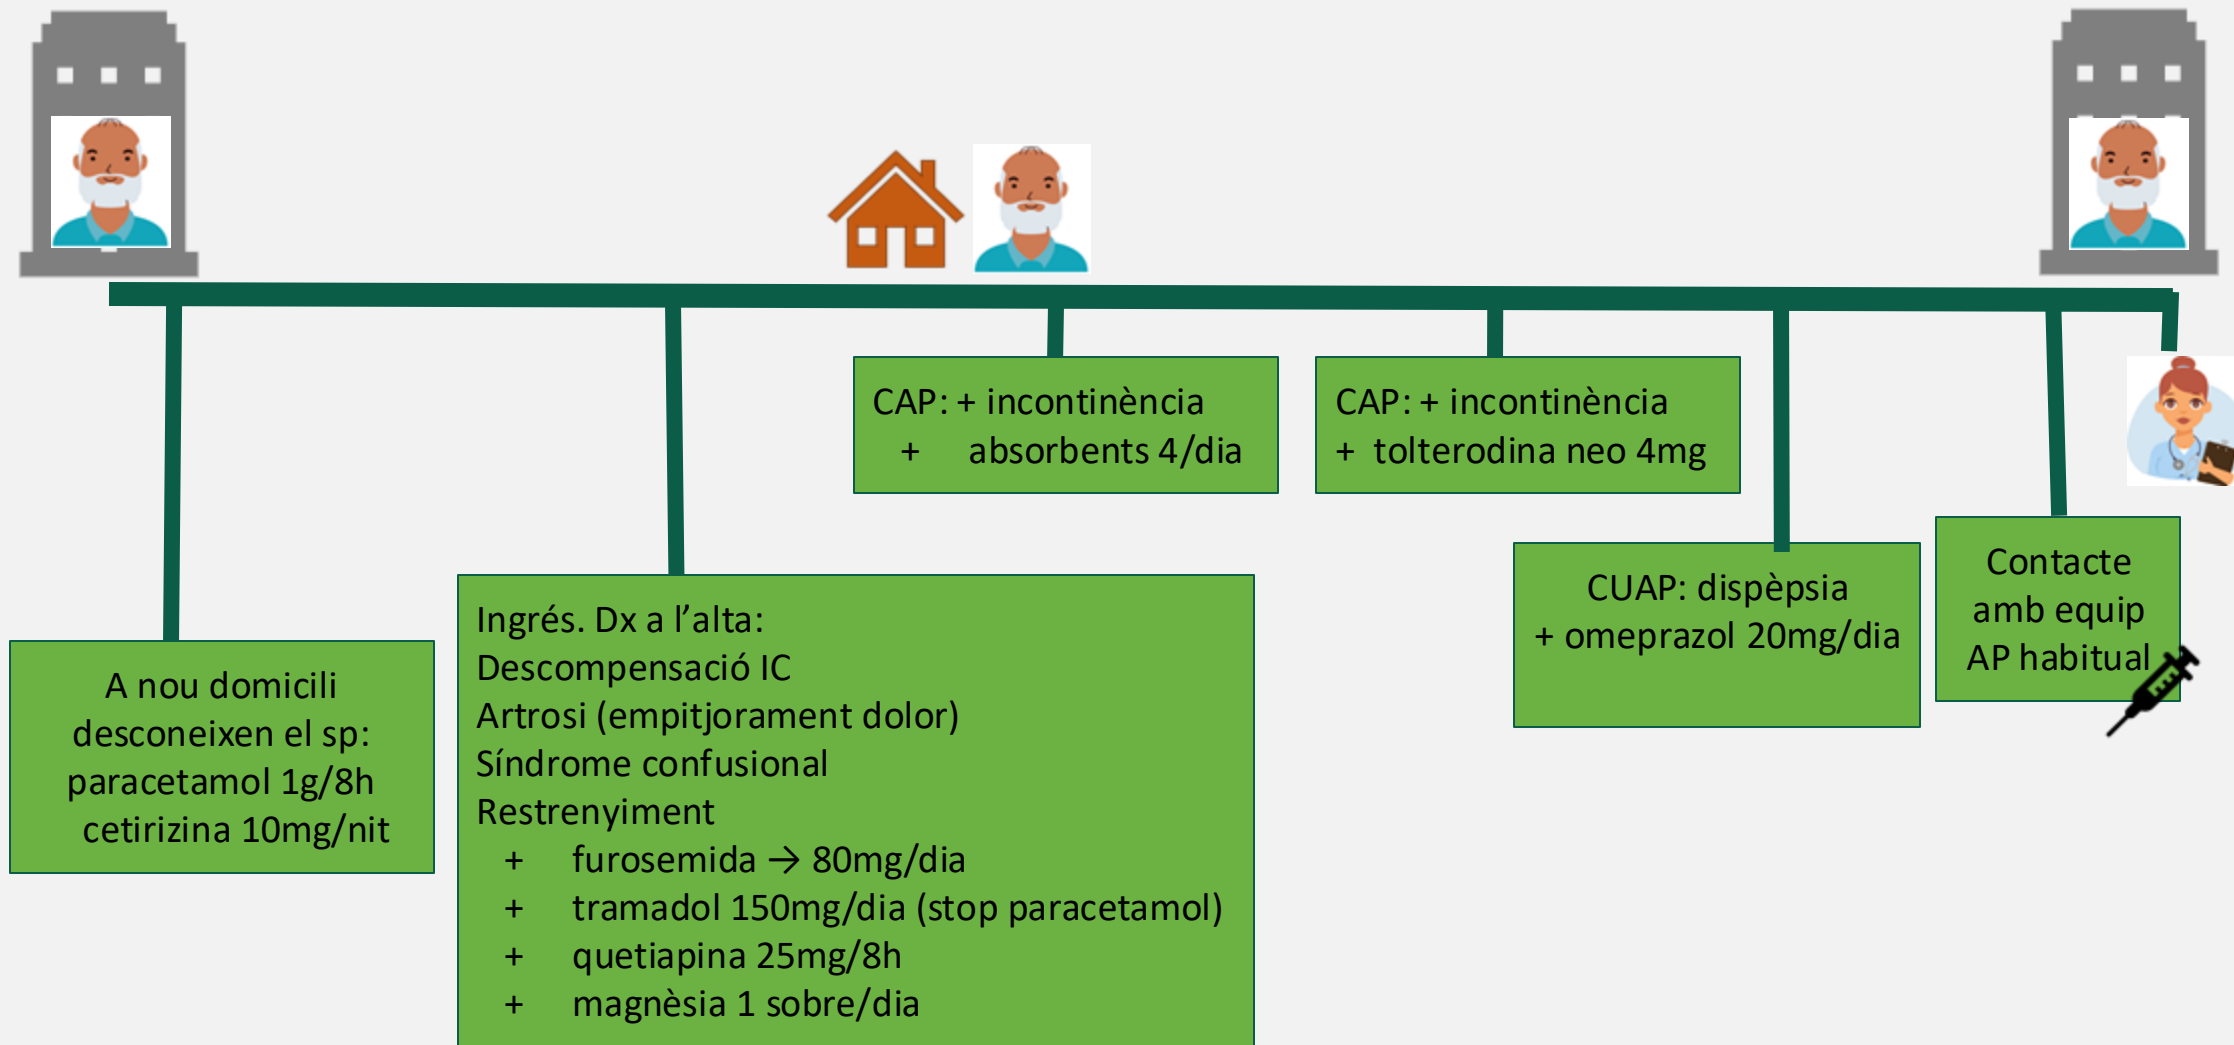 A nou domicili
desconeixen el sp:
paracetamol 1g/8h
cetirizina 10mg/nit
Ingrés. Dx a l’alta:
Descompensació IC
Artrosi (empitjorament dolor)
Síndrome confusional
Restrenyiment
+ furosemida → 80mg/dia
+ tramadol 150mg/dia (stop paracetamol)
+ quetiapina 25mg/8h
+ magnèsia 1 sobre/dia
CAP: + incontinència
+ absorbents 4/dia
CAP: + incontinència
+ tolterodina neo 4mg
CUAP: dispèpsia
+ omeprazol 20mg/dia
Contacte
amb equip
AP habitual